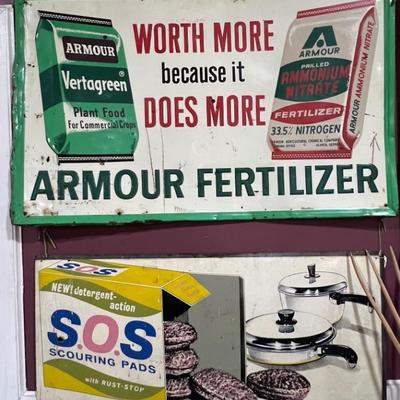 WORTH MORE
because it
DOES MORE
ARMOUR
Vertagreen
Plant Food
For Commercial Crops
ARMOUR
PRILLED
AMMONIUM
NITRATE
FERTILIZER
33.5% NITROGEN
ARMOUR AMMONIUM NITRATE
ARMOUR FERTILIZER
NEW! detergent-
action
S.O.S
S.O.S
SCOURING PADS
with RUST-STOP